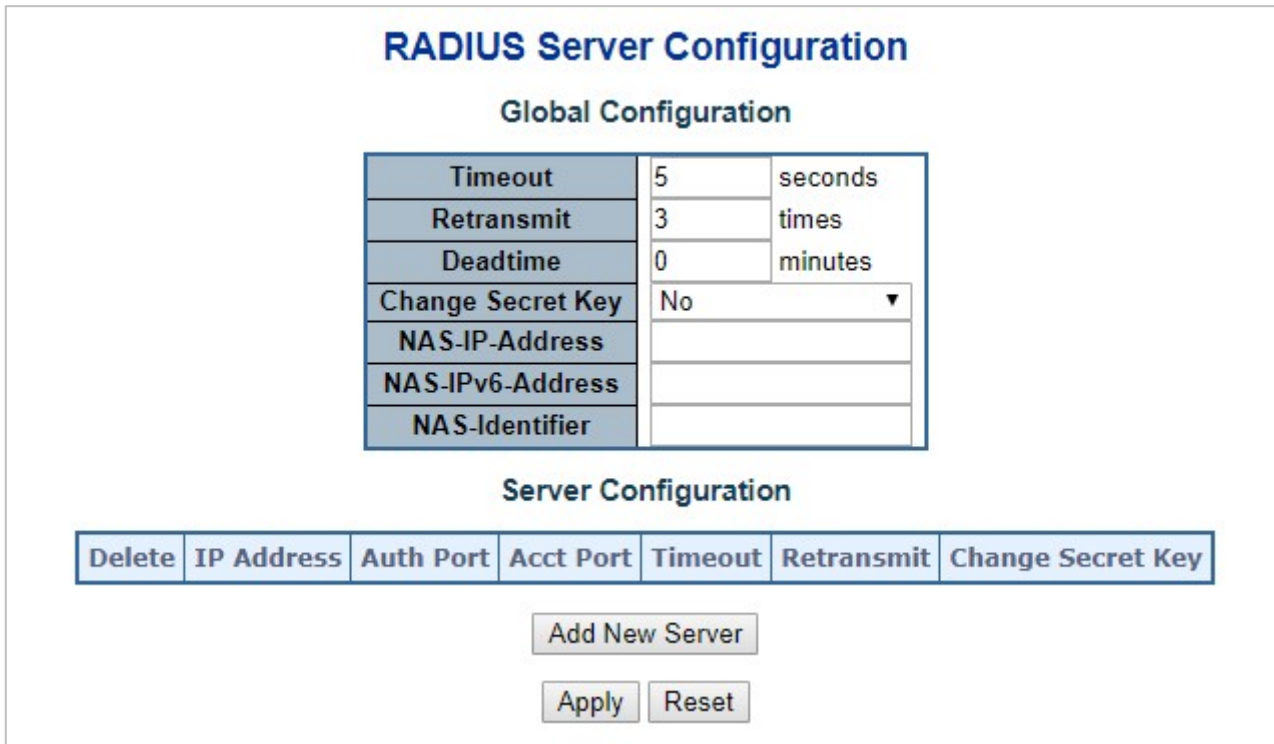 RADIUS Server Configuration
Global Configuration
Timeout 5 seconds
Retransmit 3 times
Deadtime 0 minutes
Change Secret Key No
NAS-IP-Address
NAS-IPv6-Address
NAS-Identifier
Server Configuration
Delete IP Address Auth Port Acct Port Timeout Retransmit Change Secret Key
Add New Server
Apply Reset